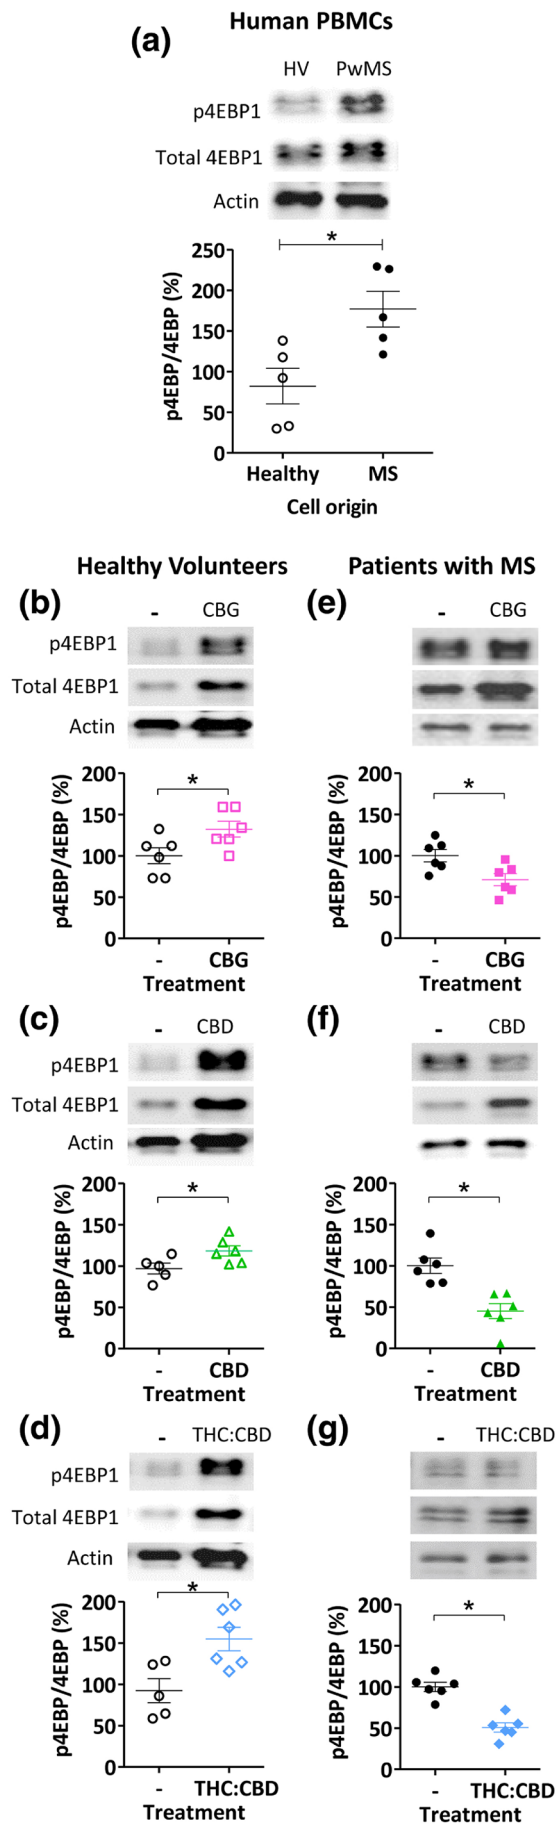 Human PBMCs
(a)
HV PwMS
p4EBP1
Total 4EBP1
Actin
*
250
200
150
100
50
0
p4EBP/4EBP (%)
Healthy MS
Cell origin
Healthy Volunteers Patients with MS
(b) - CBG
p4EBP1
Total 4EBP1
Actin
*
200
150
100
50
0
p4EBP/4EBP (%)
- CBG
Treatment
(e) - CBG
*
200
150
100
50
0
p4EBP/4EBP (%)
- CBG
Treatment
(c) - CBD
p4EBP1
Total 4EBP1
Actin
*
200
150
100
50
0
p4EBP/4EBP (%)
- CBD
Treatment
(f) - CBD
*
200
150
100
50
0
p4EBP/4EBP (%)
- CBD
Treatment
(d) - THC:CBD
p4EBP1
Total 4EBP1
Actin
*
200
150
100
50
0
p4EBP/4EBP (%)
- THC:CBD
Treatment
(g) - THC:CBD
*
200
150
100
50
0
p4EBP/4EBP (%)
- THC:CBD
Treatment